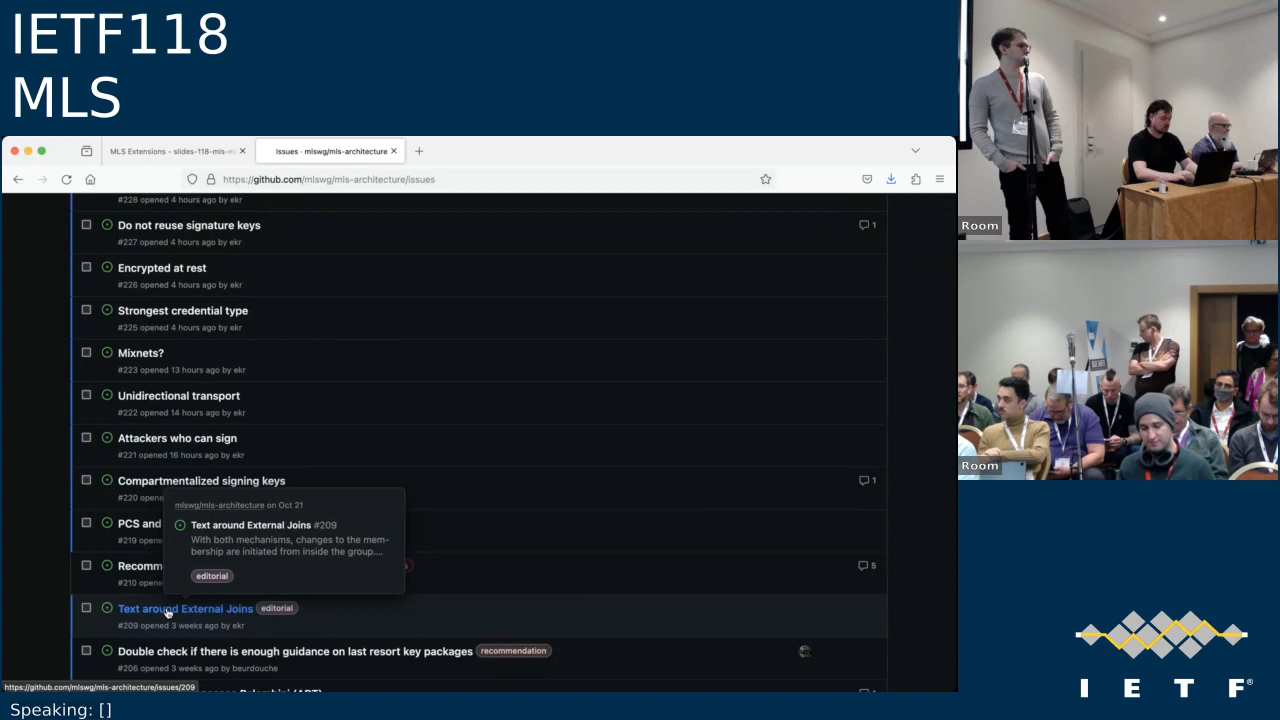 IETF118
MLS
MLS Extensions - slides-118-mls-m
Issues · mlswg/mls-architecture
https://github.com/mlswg/mls-architecture/issues
#228 opened 4 hours ago by ekr
Do not reuse signature keys
1
#227 opened 4 hours ago by ekr
Encrypted at rest
#226 opened 4 hours ago by ekr
Strongest credential type
#225 opened 4 hours ago by ekr
Mixnets?
#223 opened 13 hours ago by ekr
Unidirectional transport
#222 opened 14 hours ago by ekr
Attackers who can sign
#221 opened 16 hours ago by ekr
Compartmentalized signing keys
1
#220 opene
mlswg/mls-architecture on Oct 21
PCS and
Text around External Joins #209
#219 opene
With both mechanisms, changes to the mem-
bership are initiated from inside the group....
editorial
Recomm
5
#210 opene
Text around External Joins editorial
#209 opened 3 weeks ago by ekr
Double check if there is enough guidance on last resort key packages recommendation
#206 opened 3 weeks ago by beurdouche
https://github.com/mlswg/mls-architecture/issues/209
Speaking: []
Room
Room
I E T F®